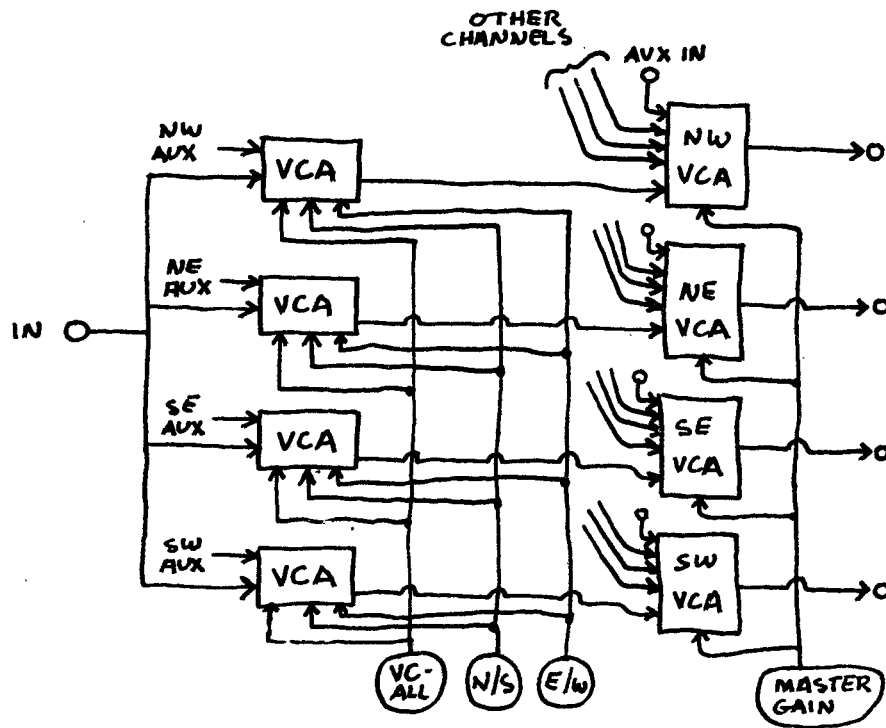 OTHER
CHANNELS
AUX IN
NW
AUX
VCA
NW
VCA
NE
AUX
VCA
NE
VCA
IN
SE
AUX
VCA
SE
VCA
SW
AUX
VCA
SW
VCA
VC-
ALL
N/S
E/W
MASTER
GAIN